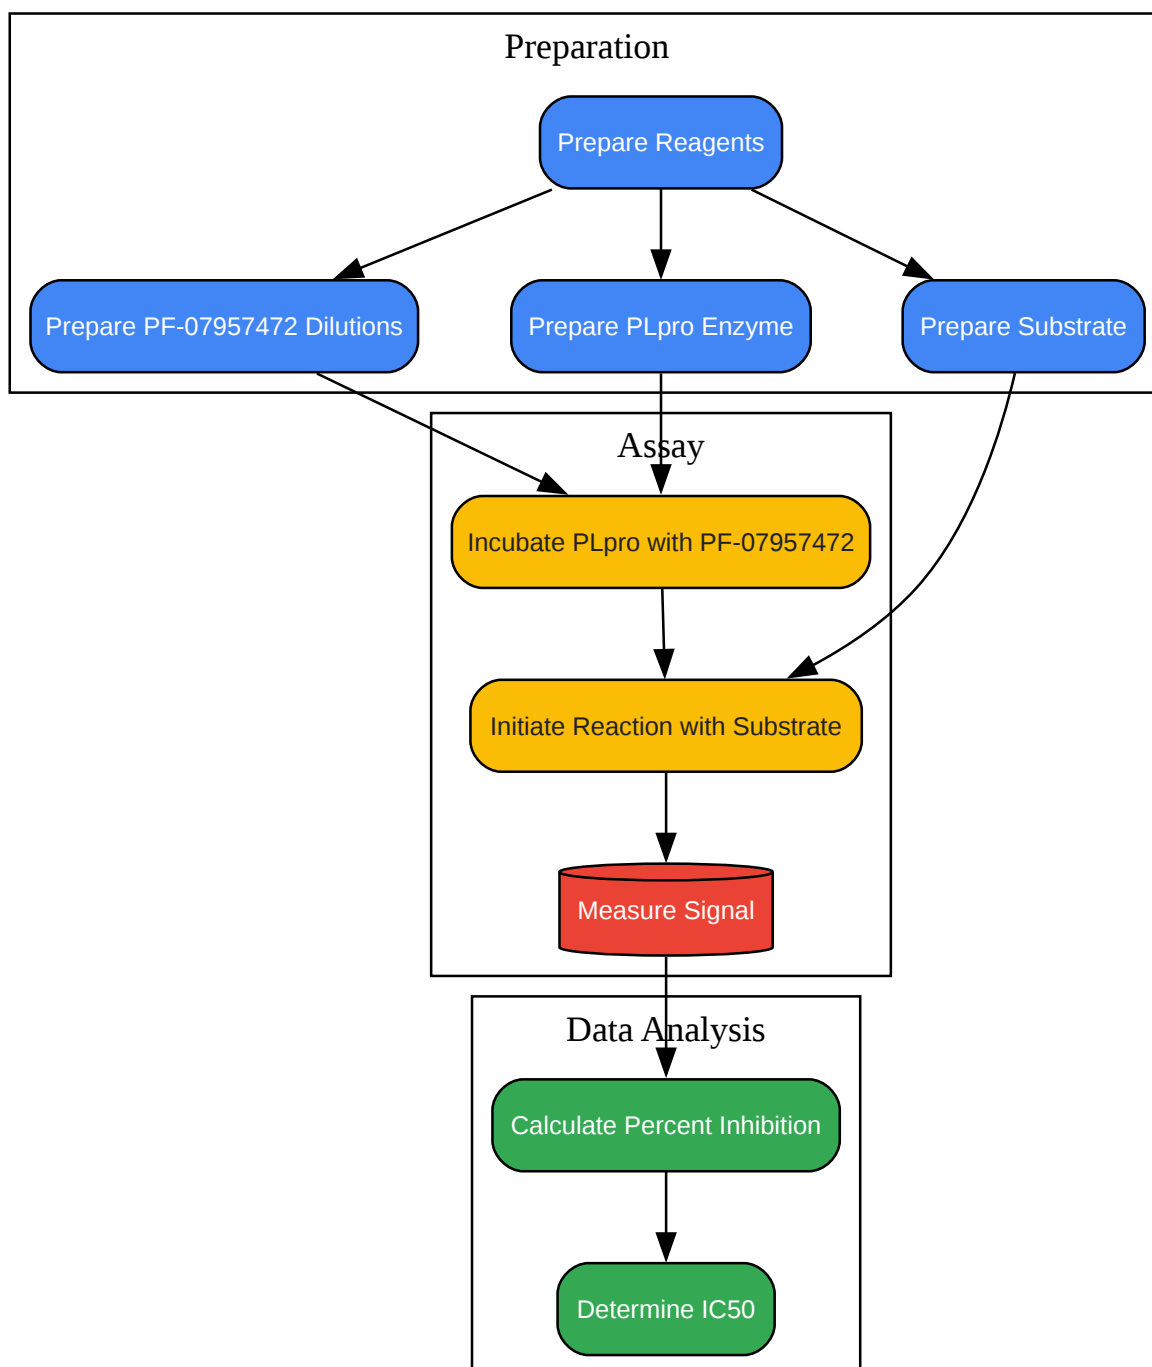 Preparation
Prepare Reagents
Prepare PF-07957472 Dilutions
Prepare PLpro Enzyme
Prepare Substrate
Assay
Incubate PLpro with PF-07957472
Initiate Reaction with Substrate
Measure Signal
Data Analysis
Calculate Percent Inhibition
Determine IC50